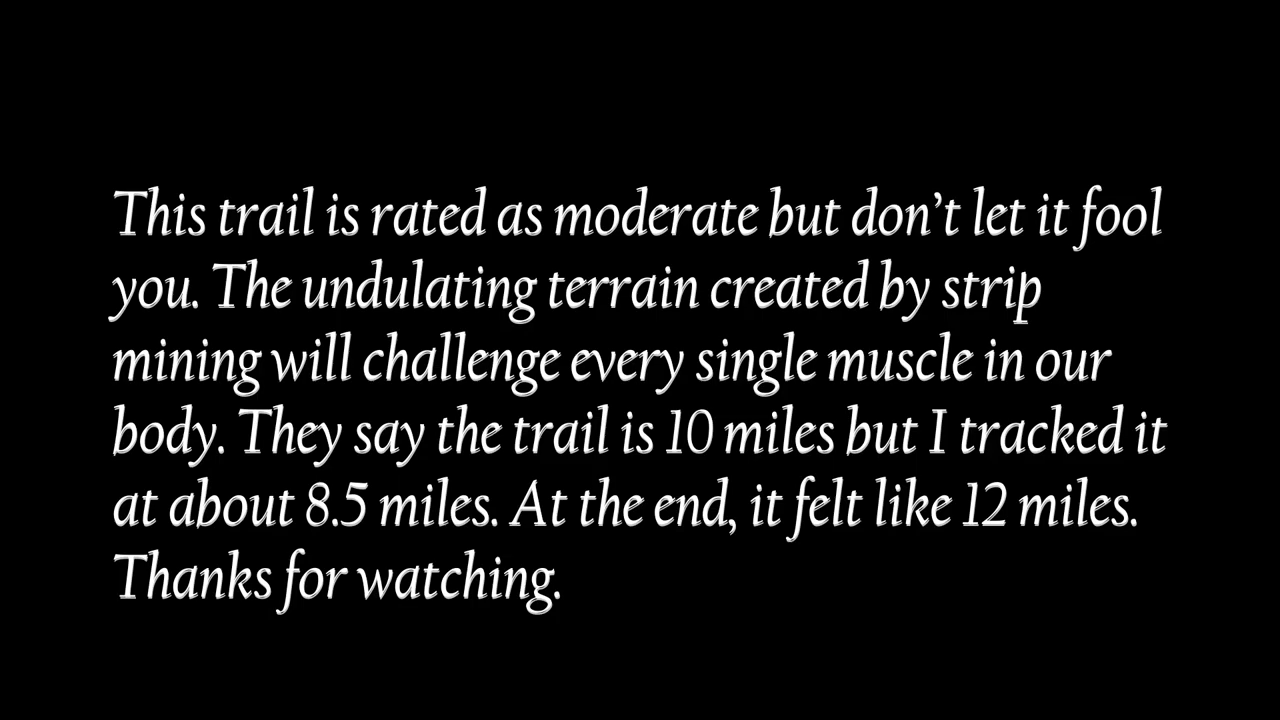 This trail is rated as moderate but don’t let it fool
you. The undulating terrain created by strip
mining will challenge every single muscle in our
body. They say the trail is 10 miles but I tracked it
at about 8.5 miles. At the end, it felt like 12 miles.
Thanks for watching.